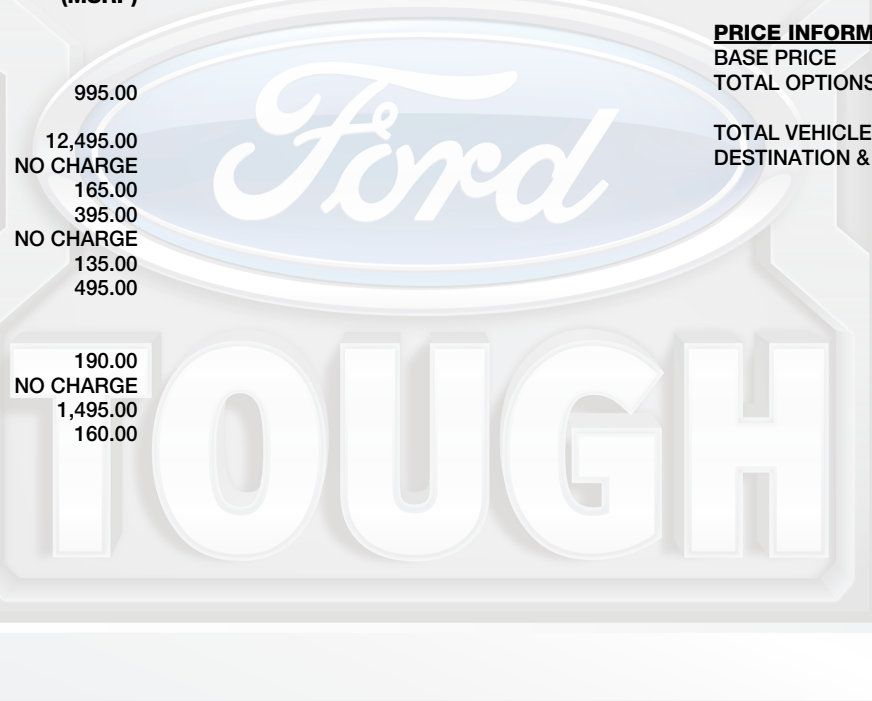 (MSRP)
995.00
12,495.00
NO CHARGE
165.00
395.00
NO CHARGE
135.00
495.00
190.00
NO CHARGE
1,495.00
160.00
PRICE INFORM
BASE PRICE
TOTAL OPTIONS
TOTAL VEHICLE
DESTINATION &
Ford
TOUGH